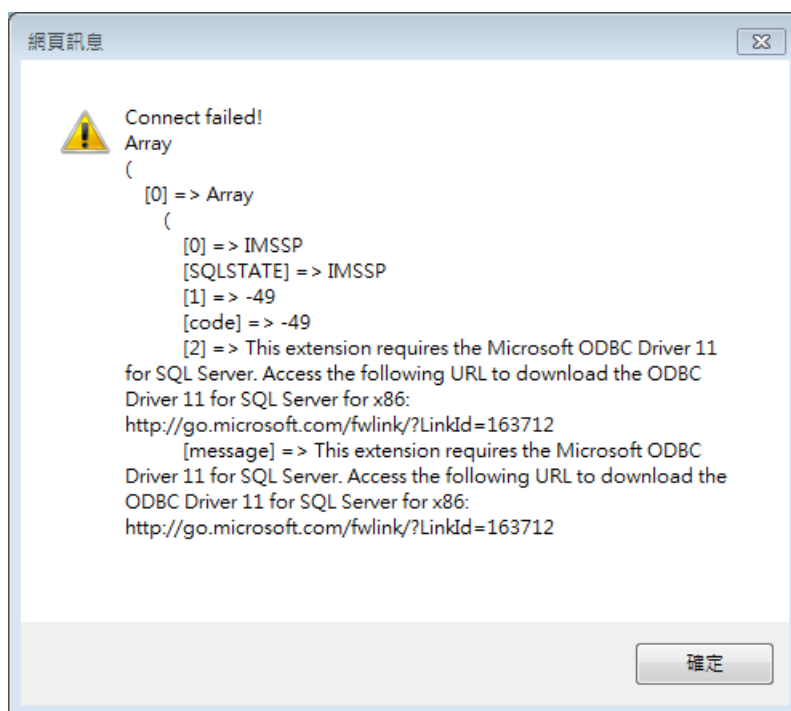 網頁訊息
Connect failed!
Array
(
[0] => Array
(
[0] => IMSSP
[SQLSTATE] => IMSSP
[1] => -49
[code] => -49
[2] => This extension requires the Microsoft ODBC Driver 11
for SQL Server. Access the following URL to download the ODBC
Driver 11 for SQL Server for x86:
http://go.microsoft.com/fwlink/?LinkId=163712
[message] => This extension requires the Microsoft ODBC
Driver 11 for SQL Server. Access the following URL to download the
ODBC Driver 11 for SQL Server for x86:
http://go.microsoft.com/fwlink/?LinkId=163712
確定